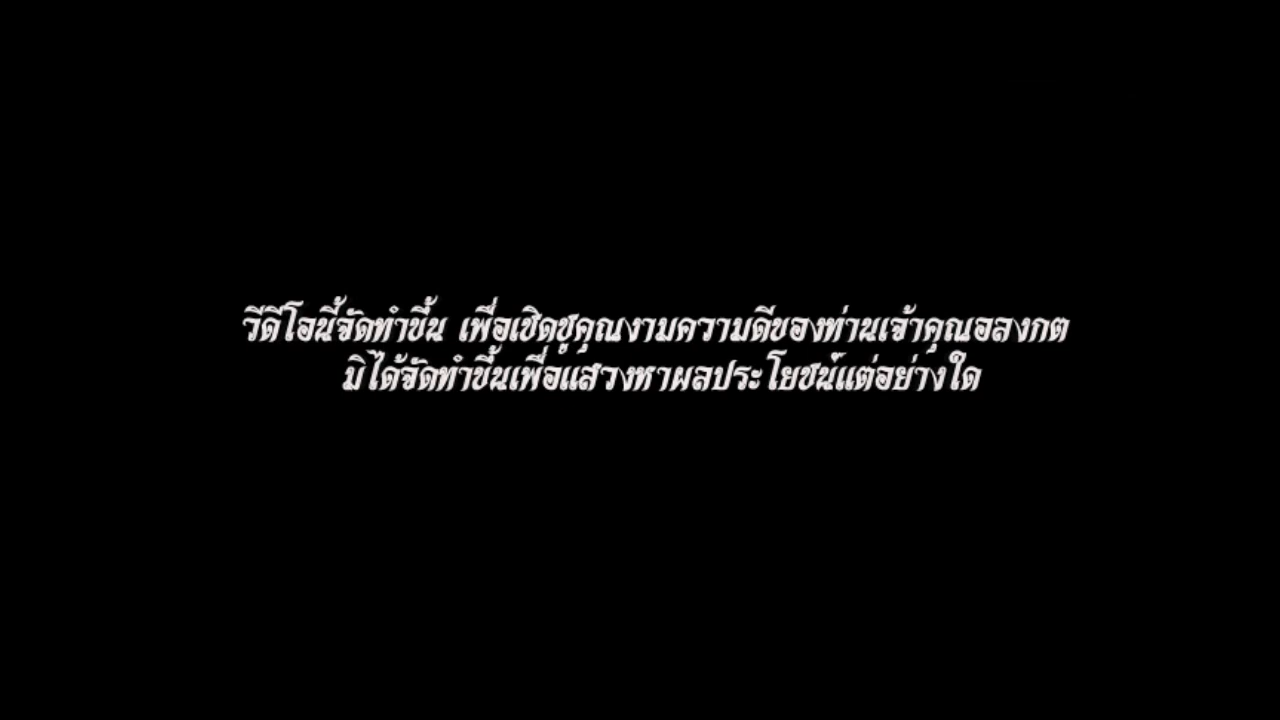 วีดีโอนี้จัดทำขึ้น เพื่อเชิดชูคุณงามความดีของท่านเจ้าคุณอลงกต
มิได้จัดทำขึ้นเพื่อแสวงหาผลประโยชน์แต่อย่างใด